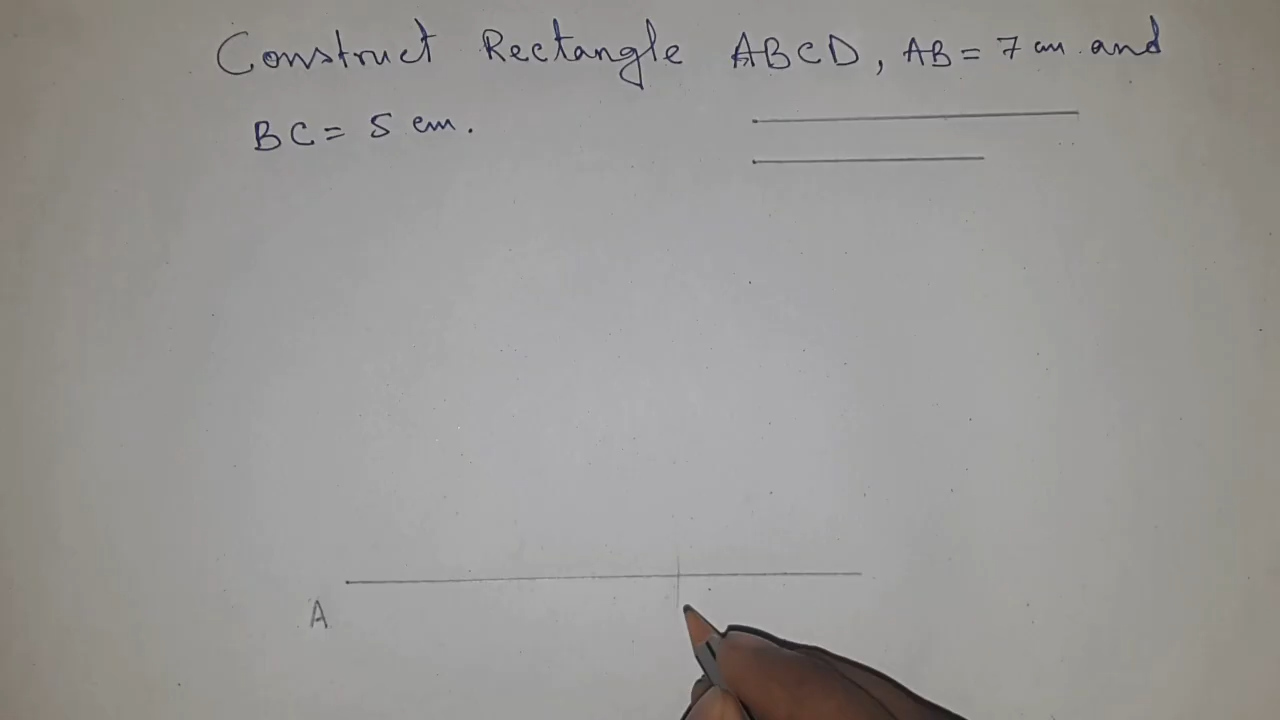 Construct Rectangle ABCD, AB = 7 cm and
BC = 5 cm.
A